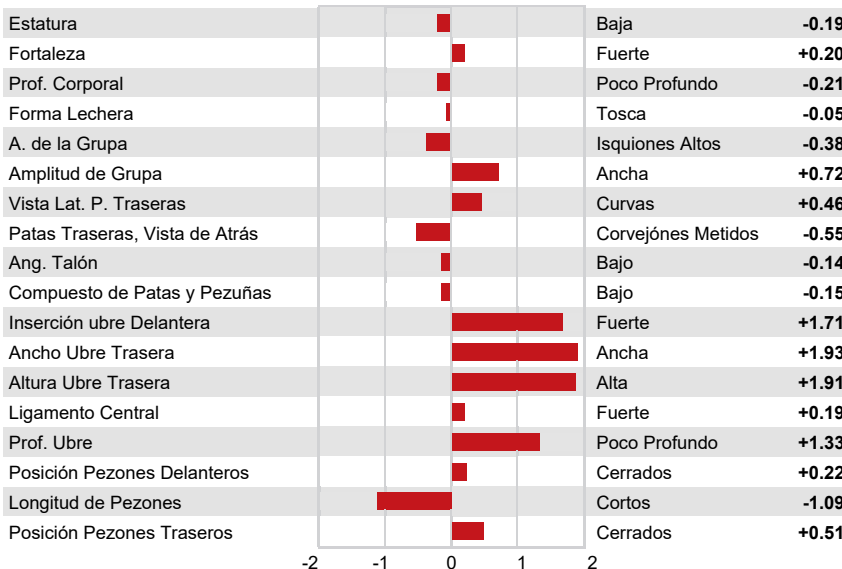 Estatura Baja -0.19
Fortaleza Fuerte +0.20
Prof. Corporal Poco Profundo -0.21
Forma Lechera Tosca -0.05
A. de la Grupa Isquiones Altos -0.38
Amplitud de Grupa Ancha +0.72
Vista Lat. P. Traseras Curvas +0.46
Patas Traseras, Vista de Atrás Corvejónes Metidos -0.55
Ang. Talón Bajo -0.14
Compuesto de Patas y Pezuñas Bajo -0.15
Inserción ubre Delantera Fuerte +1.71
Ancho Ubre Trasera Ancha +1.93
Altura Ubre Trasera Alta +1.91
Ligamento Central Fuerte +0.19
Prof. Ubre Poco Profundo +1.33
Posición Pezones Delanteros Cerrados +0.22
Longitud de Pezones Cortos -1.09
Posición Pezones Traseros Cerrados +0.51
-2 -1 0 1 2